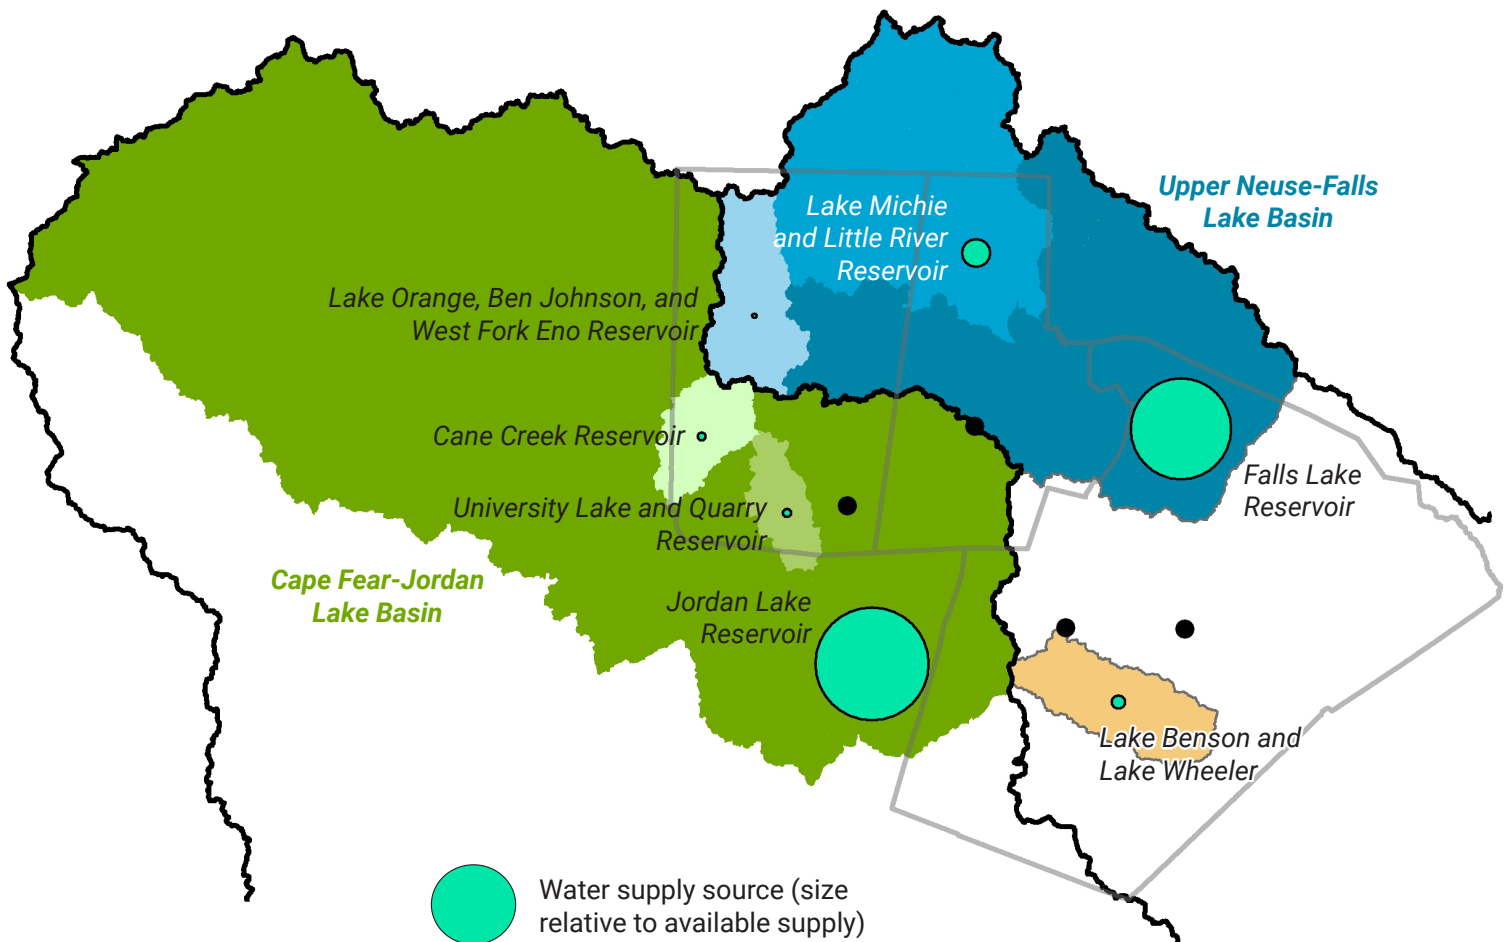 Upper Neuse-Falls
Lake Basin
Lake Michie
and Little River
Reservoir
Lake Orange, Ben Johnson, and
West Fork Eno Reservoir
Cane Creek Reservoir
Falls Lake
Reservoir
University Lake and Quarry
Reservoir
Cape Fear-Jordan
Lake Basin
Jordan Lake
Reservoir
Lake Benson and
Lake Wheeler
Water supply source (size
relative to available supply)